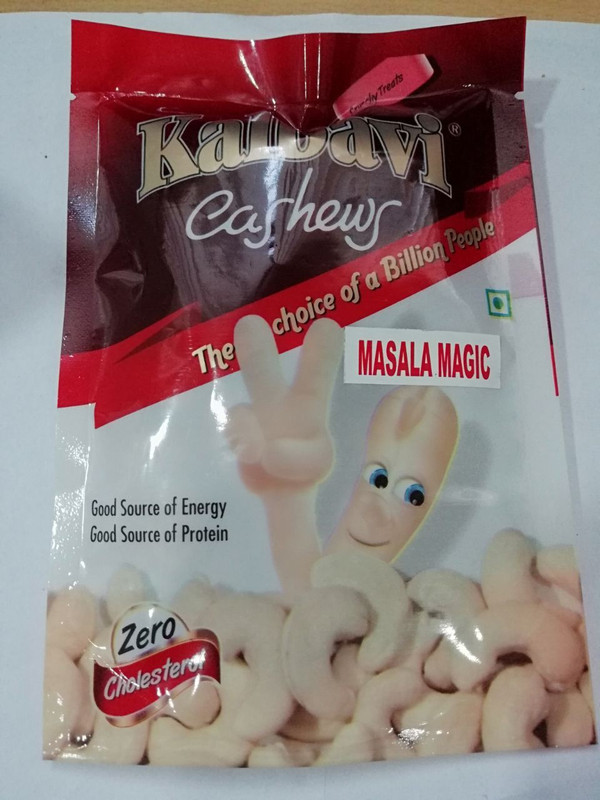 Crunchy Treats
Kalbavi®
Cashews
The choice of a Billion People
MASALA MAGIC
Good Source of Energy
Good Source of Protein
Zero
Cholesterol